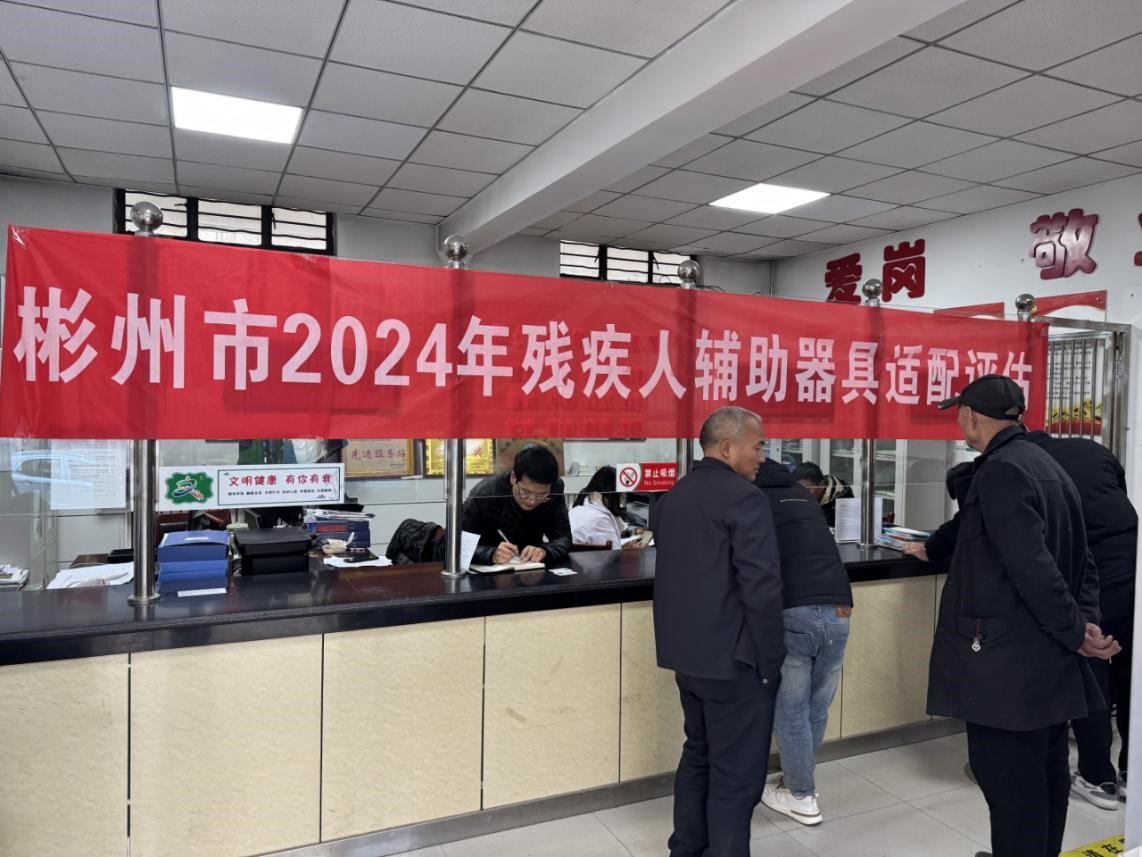 爱岗 敬
彬州市2024年残疾人辅助器具适配评估
文明健康 有你有我
禁止吸烟
No Smoking